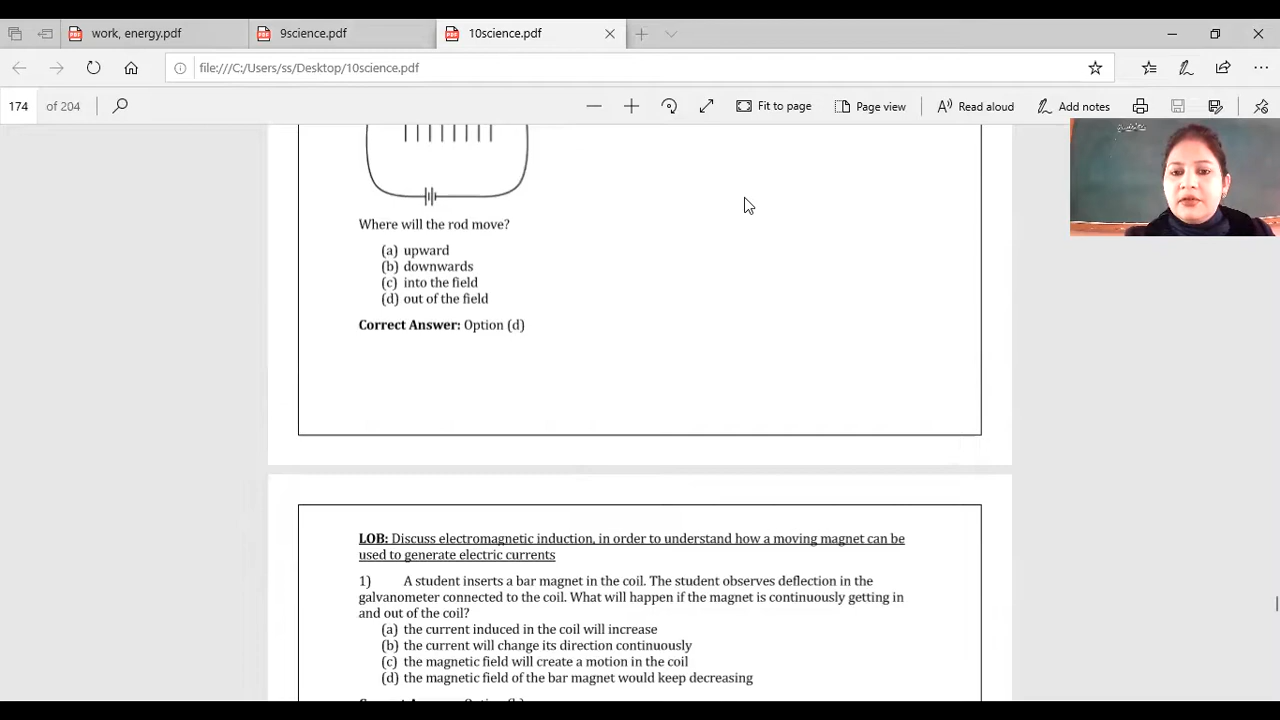 work, energy.pdf
9science.pdf
10science.pdf
file:///C:/Users/ss/Desktop/10science.pdf
174 of 204
Fit to page
Page view
Read aloud
Add notes
Where will the rod move?
(a) upward
(b) downwards
(c) into the field
(d) out of the field
Correct Answer: Option (d)
LOB: Discuss electromagnetic induction, in order to understand how a moving magnet can be
used to generate electric currents
1) A student inserts a bar magnet in the coil. The student observes deflection in the
galvanometer connected to the coil. What will happen if the magnet is continuously getting in
and out of the coil?
(a) the current induced in the coil will increase
(b) the current will change its direction continuously
(c) the magnetic field will create a motion in the coil
(d) the magnetic field of the bar magnet would keep decreasing